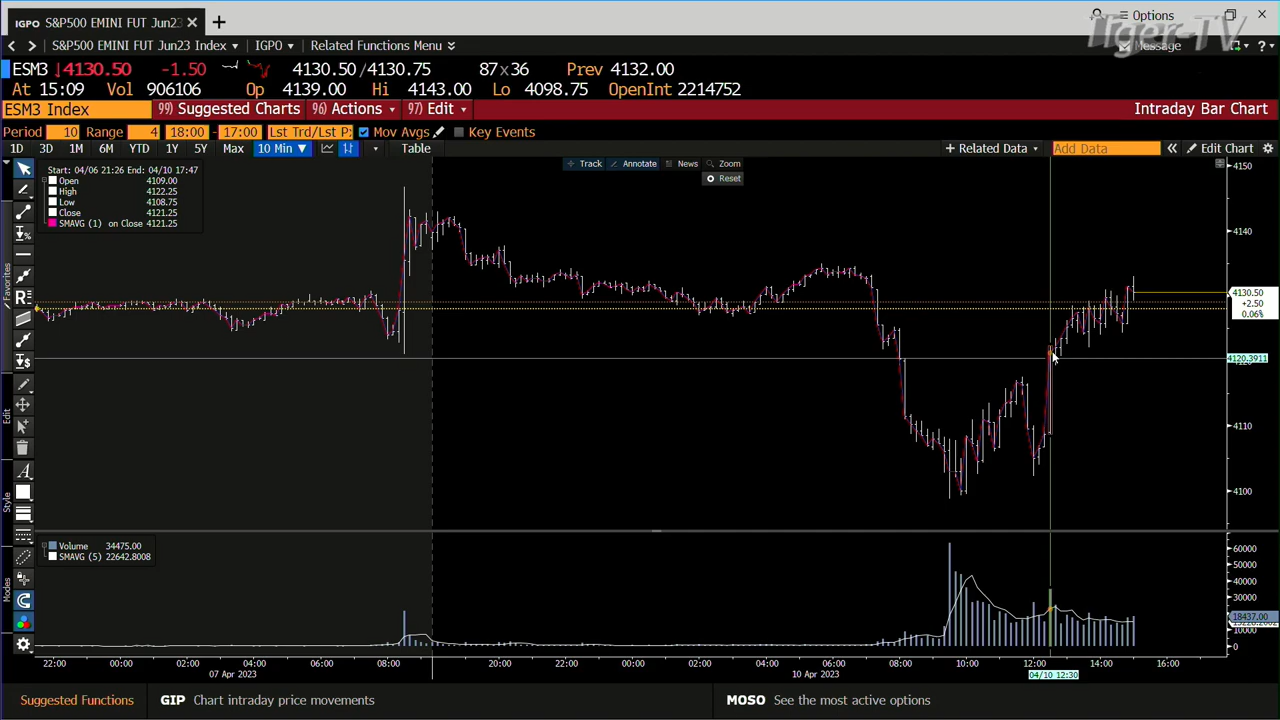 IGPO S&P500 EMINI FUT Jun23 × +
Options
Tiger-TV
S&P500 EMINI FUT Jun23 Index IGPO Related Functions Menu
Message
ESM3 ↓4130.50 -1.50 4130.50/4130.75 87x36 Prev 4132.00
At 15:09 Vol 906106 Op 4139.00 Hi 4143.00 Lo 4098.75 OpenInt 2214752
ESM3 Index 99) Suggested Charts 96) Actions 97) Edit Intraday Bar Chart
Period 10 Range 4 18:00 - 17:00 Lst Trd/Lst P: Mov Avgs Key Events
1D 3D 1M 6M YTD 1Y 5Y Max 10 Min ▼ Table + Related Data Add Data Edit Chart
Track Annotate News Zoom
Reset
Start: 04/06 21:26 End: 04/10 17:47
Open 4109.00
High 4122.25
Low 4108.75
Close 4121.25
SMAVG (1) on Close 4121.25
4150
4140
4130.50
+2.50
0.06%
4120.3911
4110
4100
Favorites
Edit
Style
Modes
Volume 34475.00
SMAVG (5) 22642.8008
60000
50000
40000
30000
18437.00
10000
0
22:00 00:00 02:00 04:00 06:00 08:00 20:00 22:00 00:00 02:00 04:00 06:00 08:00 10:00 12:00 14:00 16:00
07 Apr 2023 10 Apr 2023 04/10 12:30
Suggested Functions GIP Chart intraday price movements MOSO See the most active options